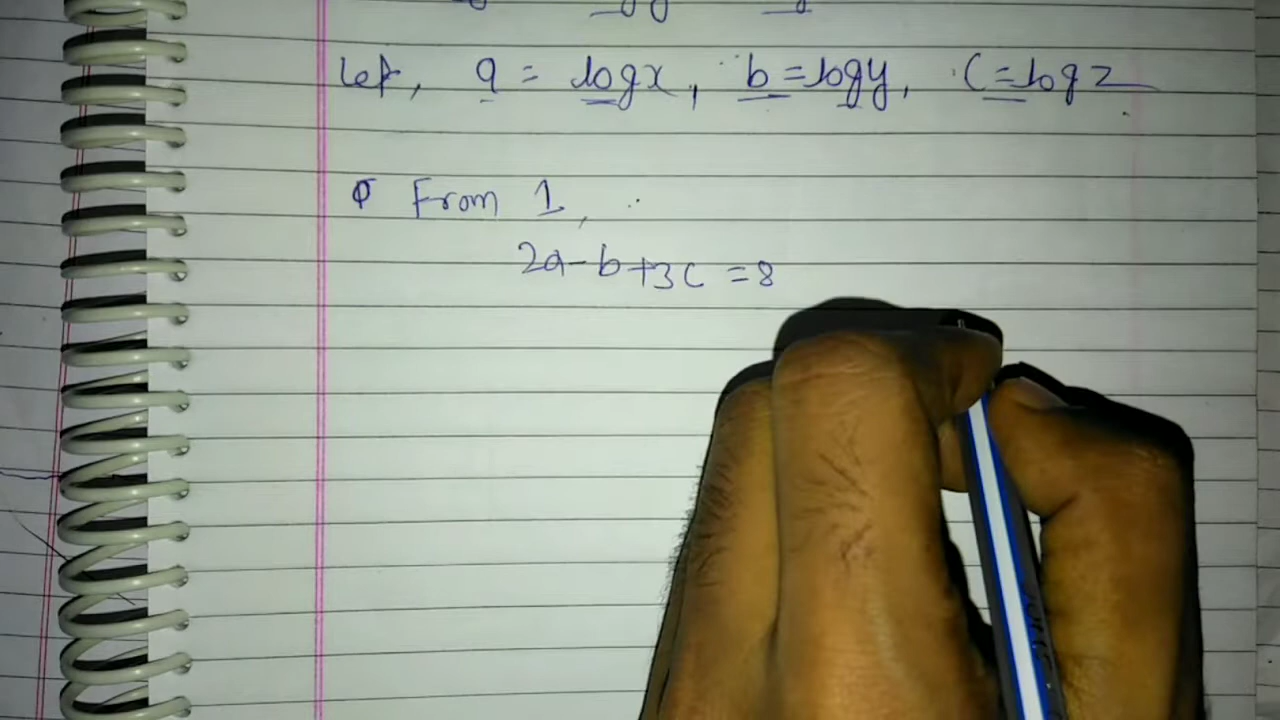 Let, a = log x, b = log y, c = log z
From 1,
2a - b + 3c = 8